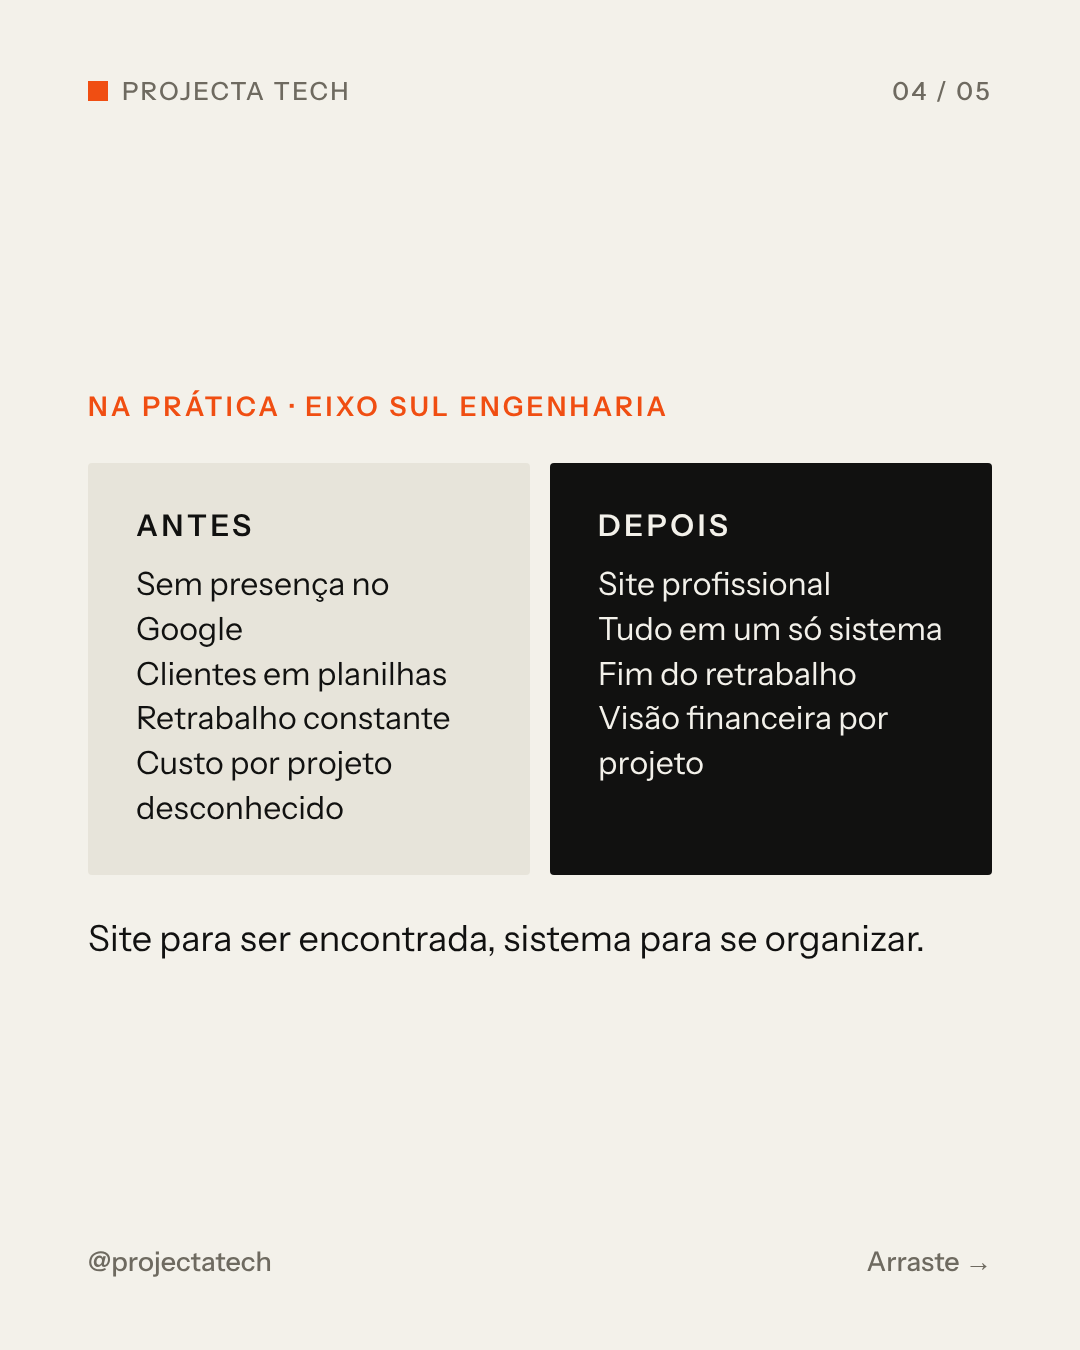 PROJECTA TECH
04 / 05
NA PRÁTICA · EIXO SUL ENGENHARIA
ANTES
Sem presença no
Google
Clientes em planilhas
Retrabalho constante
Custo por projeto
desconhecido
DEPOIS
Site profissional
Tudo em um só sistema
Fim do retrabalho
Visão financeira por
projeto
Site para ser encontrada, sistema para se organizar.
@projectatech
Arraste →